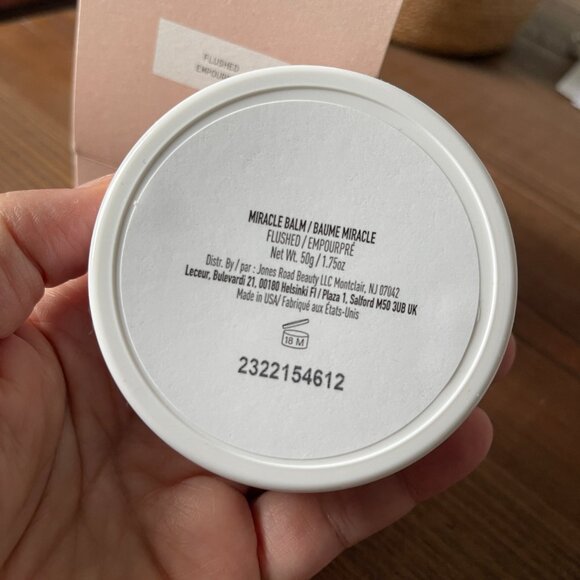 FLUSHED
MIRACLE BALM / BAUME MIRACLE
FLUSHED / EMPOURPRÉ
Net Wt. 50g / 1.75oz
Distr. By / par : Jones Road Beauty LLC Montclair, NJ 07042
Leceur, Bulevardi 21, 00180 Helsinki FI / Plaza 1, Salford M50 3UB UK
Made in USA/ Fabriqué aux États-Unis
18 M
2322154612